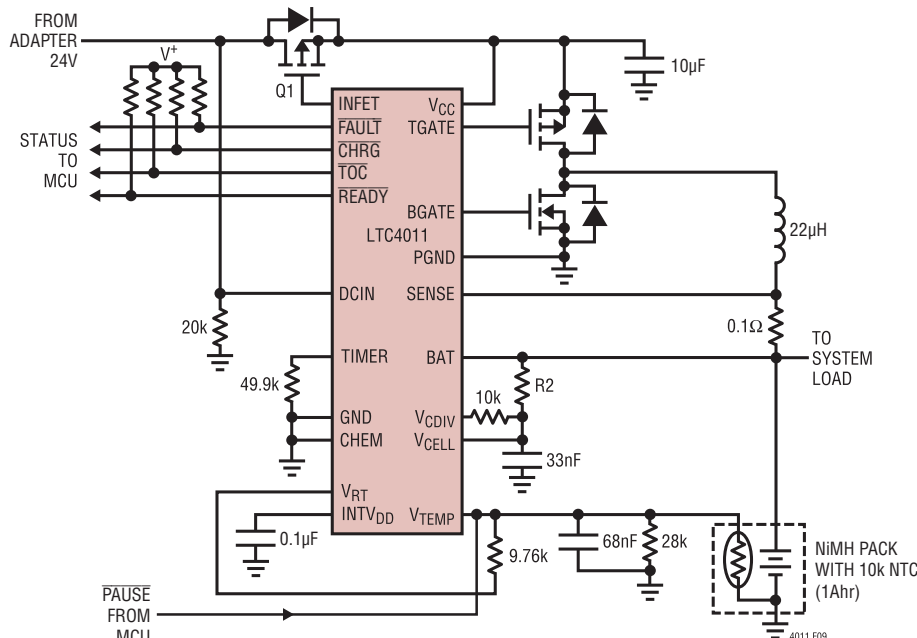 FROM
ADAPTER
24V
V+
Q1
10µF
INFET
VCC
FAULT
TGATE
STATUS
TO
MCU
CHRG
TOC
READY
BGATE
LTC4011
PGND
22µH
DCIN
SENSE
20k
0.1Ω
TO
SYSTEM
LOAD
TIMER
BAT
49.9k
R2
10k
GND
VCDIV
CHEM
VCELL
33nF
VRT
INTVDD
VTEMP
0.1µF
9.76k
68nF
28k
NiMH PACK
WITH 10k NTC
(1Ahr)
PAUSE
FROM
MCU
4011 F09